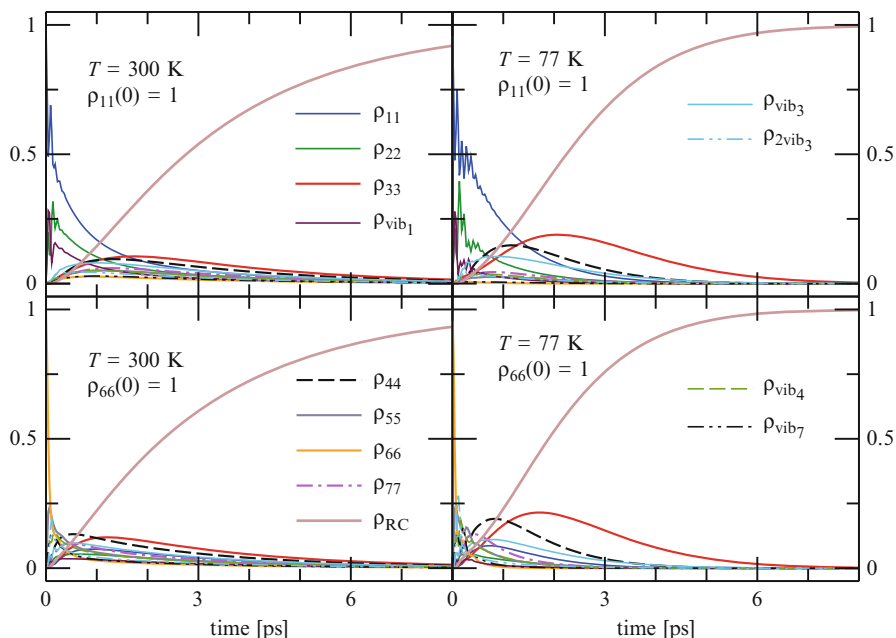 1
T = 300 K
ρ11(0) = 1
ρ11
ρ22
ρ33
ρvib1
0.5
0
T = 77 K
ρ11(0) = 1
ρvib3
ρ2vib3
1
0.5
0
1
T = 300 K
ρ66(0) = 1
ρ44
ρ55
ρ66
ρ77
ρRC
0.5
0
T = 77 K
ρ66(0) = 1
ρvib4
ρvib7
1
0.5
0
0 3 6 0 3 6
time [ps] time [ps]